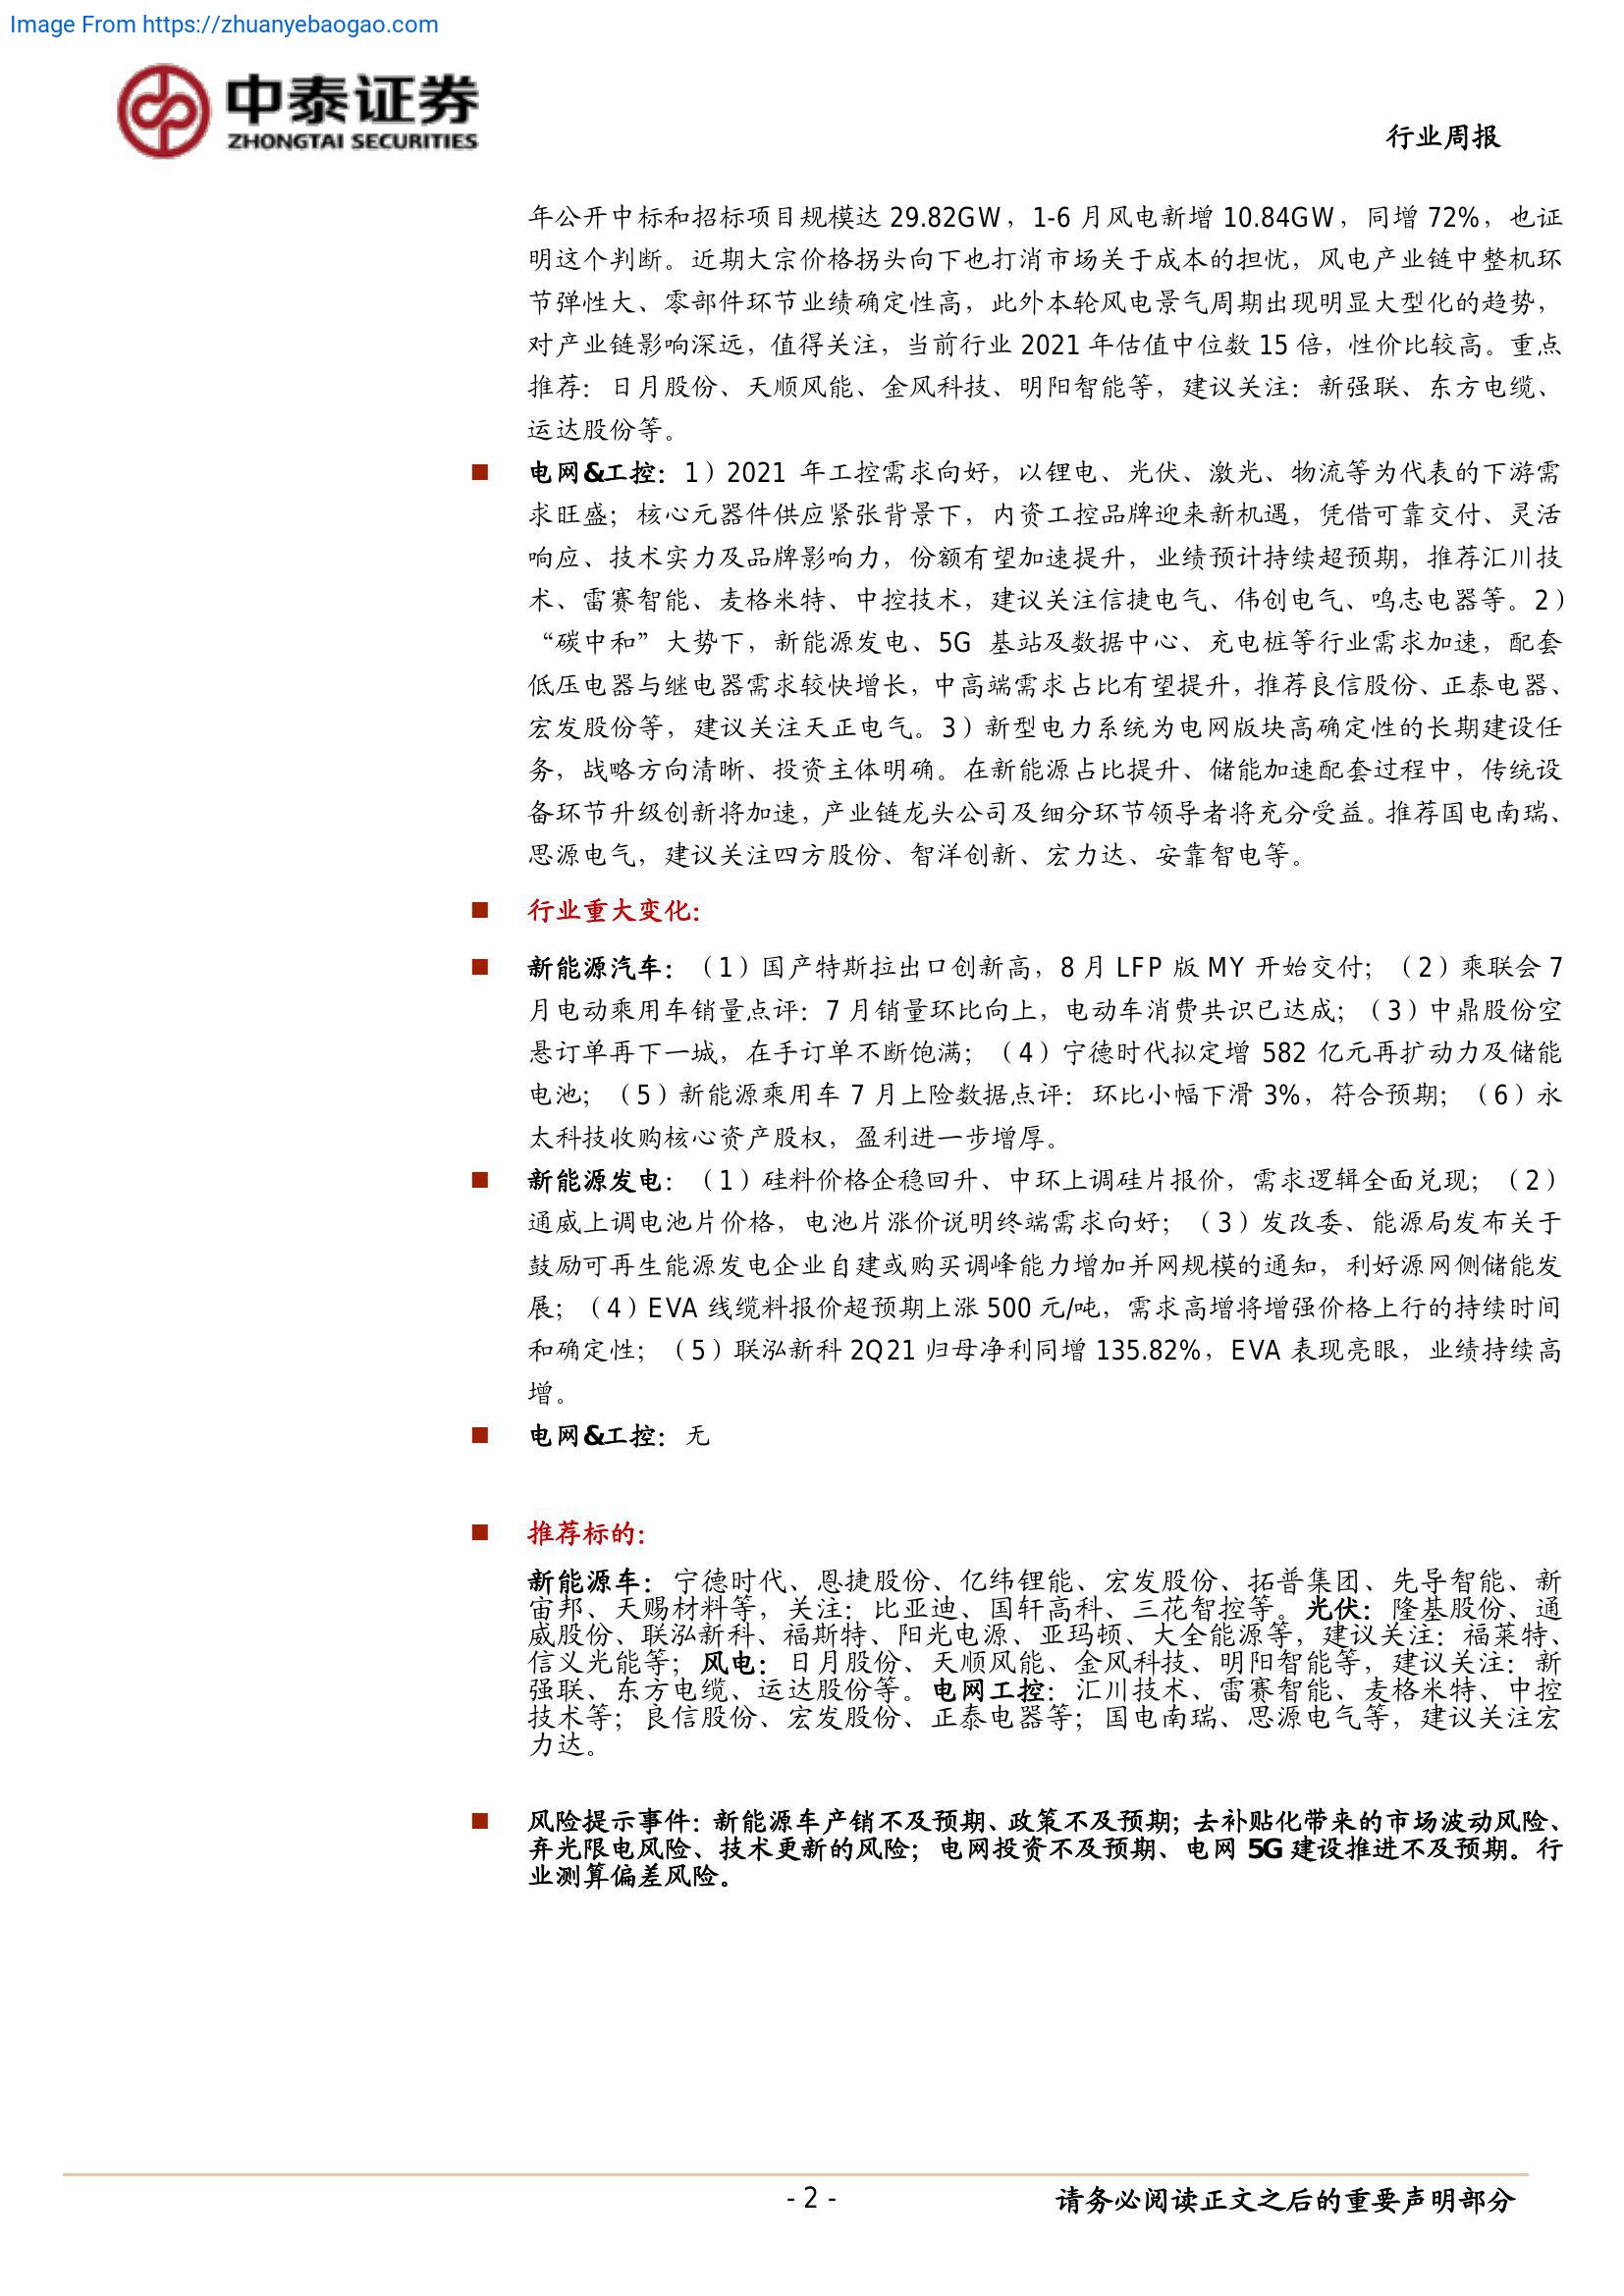 Image From https://zhuanyebaogao.com
中泰证券
ZHONGTAI SECURITIES
行业周报
年公开中标和招标项目规模达 29.82GW，1-6 月风电新增 10.84GW，同增 72%，也证
明这个判断。近期大宗价格拐头向下也打消市场关于成本的担忧，风电产业链中整机环
节弹性大、零部件环节业绩确定性高，此外本轮风电景气周期出现明显大型化的趋势，
对产业链影响深远，值得关注，当前行业 2021 年估值中位数 15 倍，性价比较高。重点
推荐：日月股份、天顺风能、金风科技、明阳智能等，建议关注：新强联、东方电缆、
运达股份等。
■ 电网&工控：1）2021 年工控需求向好，以锂电、光伏、激光、物流等为代表的下游需
求旺盛；核心元器件供应紧张背景下，内资工控品牌迎来新机遇，凭借可靠交付、灵活
响应、技术实力及品牌影响力，份额有望加速提升，业绩预计持续超预期，推荐汇川技
术、雷赛智能、麦格米特、中控技术，建议关注信捷电气、伟创电气、鸣志电器等。2）
“碳中和”大势下，新能源发电、5G 基站及数据中心、充电桩等行业需求加速，配套
低压电器与继电器需求较快增长，中高端需求占比有望提升，推荐良信股份、正泰电器、
宏发股份等，建议关注天正电气。3）新型电力系统为电网版块高确定性的长期建设任
务，战略方向清晰、投资主体明确。在新能源占比提升、储能加速配套过程中，传统设
备环节升级创新将加速，产业链龙头公司及细分环节领导者将充分受益。推荐国电南瑞、
思源电气，建议关注四方股份、智洋创新、宏力达、安靠智电等。
■ 行业重大变化：
■ 新能源汽车：（1）国产特斯拉出口创新高，8 月 LFP 版 MY 开始交付；（2）乘联会 7
月电动乘用车销量点评：7 月销量环比向上，电动车消费共识已达成；（3）中鼎股份空
悬订单再下一城，在手订单不断饱满；（4）宁德时代拟定增 582 亿元再扩动力及储能
电池；（5）新能源乘用车 7 月上险数据点评：环比小幅下滑 3%，符合预期；（6）永
太科技收购核心资产股权，盈利进一步增厚。
■ 新能源发电：（1）硅料价格企稳回升、中环上调硅片报价，需求逻辑全面兑现；（2）
通威上调电池片价格，电池片涨价说明终端需求向好；（3）发改委、能源局发布关于
鼓励可再生能源发电企业自建或购买调峰能力增加并网规模的通知，利好源网侧储能发
展；（4）EVA 线缆料报价超预期上涨 500 元/吨，需求高增将增强价格上行的持续时间
和确定性；（5）联泓新科 2Q21 归母净利同增 135.82%，EVA 表现亮眼，业绩持续高
增。
■ 电网&工控：无
■ 推荐标的：
新能源车：宁德时代、恩捷股份、亿纬锂能、宏发股份、拓普集团、先导智能、新
宙邦、天赐材料等，关注：比亚迪、国轩高科、三花智控等。光伏：隆基股份、通
威股份、联泓新科、福斯特、阳光电源、亚玛顿、大全能源等，建议关注：福莱特、
信义光能等；风电：日月股份、天顺风能、金风科技、明阳智能等，建议关注：新
强联、东方电缆、运达股份等。电网工控：汇川技术、雷赛智能、麦格米特、中控
技术等；良信股份、宏发股份、正泰电器等；国电南瑞、思源电气等，建议关注宏
力达。
■ 风险提示事件：新能源车产销不及预期、政策不及预期；去补贴化带来的市场波动风险、
弃光限电风险、技术更新的风险；电网投资不及预期、电网 5G 建设推进不及预期。行
业测算偏差风险。
- 2 -
请务必阅读正文之后的重要声明部分